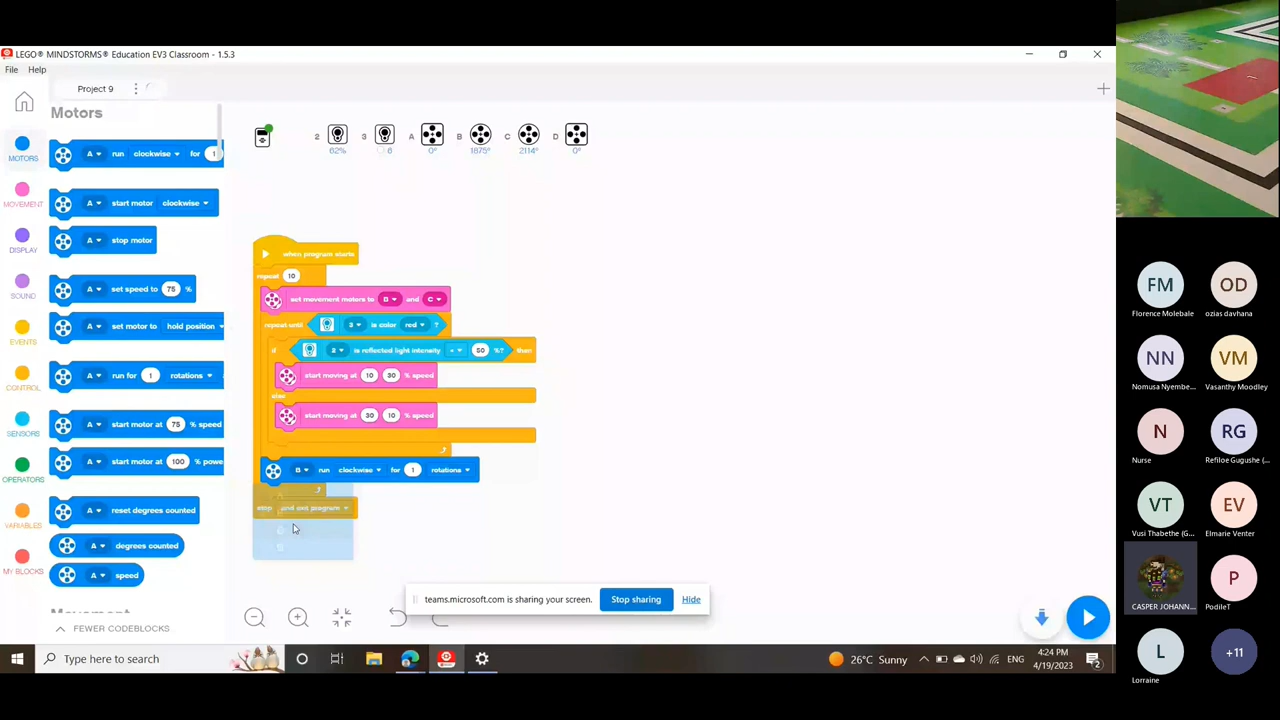 LEGO® MINDSTORMS® Education EV3 Classroom - 1.5.3
File Help
Project 9
Motors
MOTORS
MOVEMENT
DISPLAY
SOUND
EVENTS
CONTROL
SENSORS
OPERATORS
VARIABLES
MY BLOCKS
A run clockwise for 1
A start motor clockwise
A stop motor
A set speed to 75 %
A set motor to hold position
A run for 1 rotations
A start motor at 75 % speed
A start motor at 100 % power
A reset degrees counted
A degrees counted
A speed
Movement
FEWER CODEBLOCKS
2 3 A B C D
62% 6 0° 1875° 2114° 0°
when program starts
repeat 10
set movement motors to B and C
repeat until 3 is color red ?
if 2 is reflected light intensity 50 %? then
start moving at 10 30 % speed
else
start moving at 30 10 % speed
B run clockwise for 1 rotations
stop and exit program
teams.microsoft.com is sharing your screen. Stop sharing Hide
Type here to search
26°C Sunny
ENG
4:24 PM
4/19/2023
2
FM
Florence Molebale
OD
ozias davhana
NN
Nomusa Nyembe...
VM
Vasanthy Moodley
N
Nurse
RG
Refiloe Gugushe (H...
VT
Vusi Thabethe (G...
EV
Elmarie Venter
CASPER JOHANN...
P
PodileT
L
Lorraine
+11